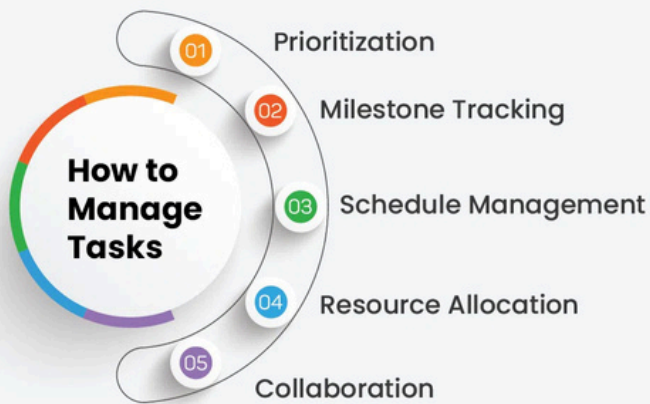 How to
Manage
Tasks
01
Prioritization
02
Milestone Tracking
03
Schedule Management
04
Resource Allocation
05
Collaboration